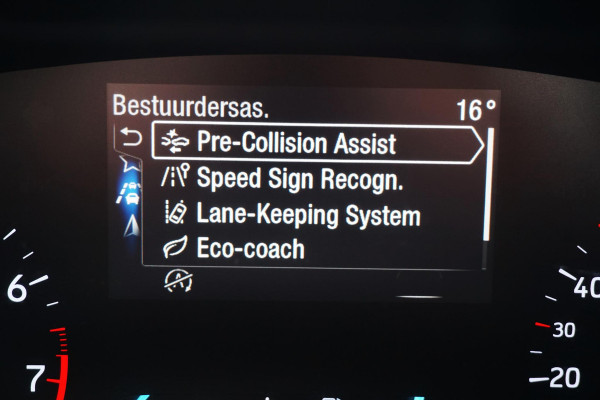 Bestuurdersas. 16°
Pre-Collision Assist
Speed Sign Recogn.
Lane-Keeping System
Eco-coach
6
7
40
30
20